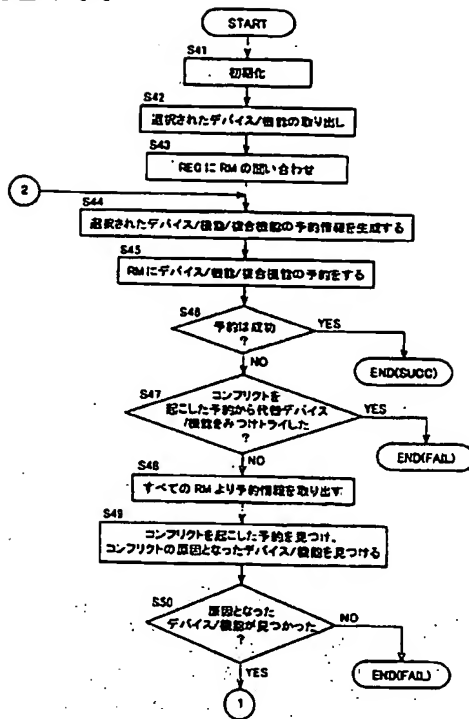 START
S41
初期化
S42
選択されたデバイス/機能の取り出し
S43
REGにRMの問い合わせ
2
S44
選択されたデバイス/機能/複合機能の予約情報を生成する
S45
RMにデバイス/機能/複合機能の予約をする
S46
予約は成功
?
YES
NO
END(SUCC)
S47
コンフリクトを
起こした予約から代替デバイス
/機能をみつけトライした
?
YES
NO
END(FAIL)
S48
すべてのRMより予約情報を取り出す
S49
コンフリクトを起こした予約を見つけ、
コンフリクトの原因となったデバイス/機能を見つける
S50
原因となった
デバイス/機能が見つかった
?
NO
YES
END(FAIL)
1